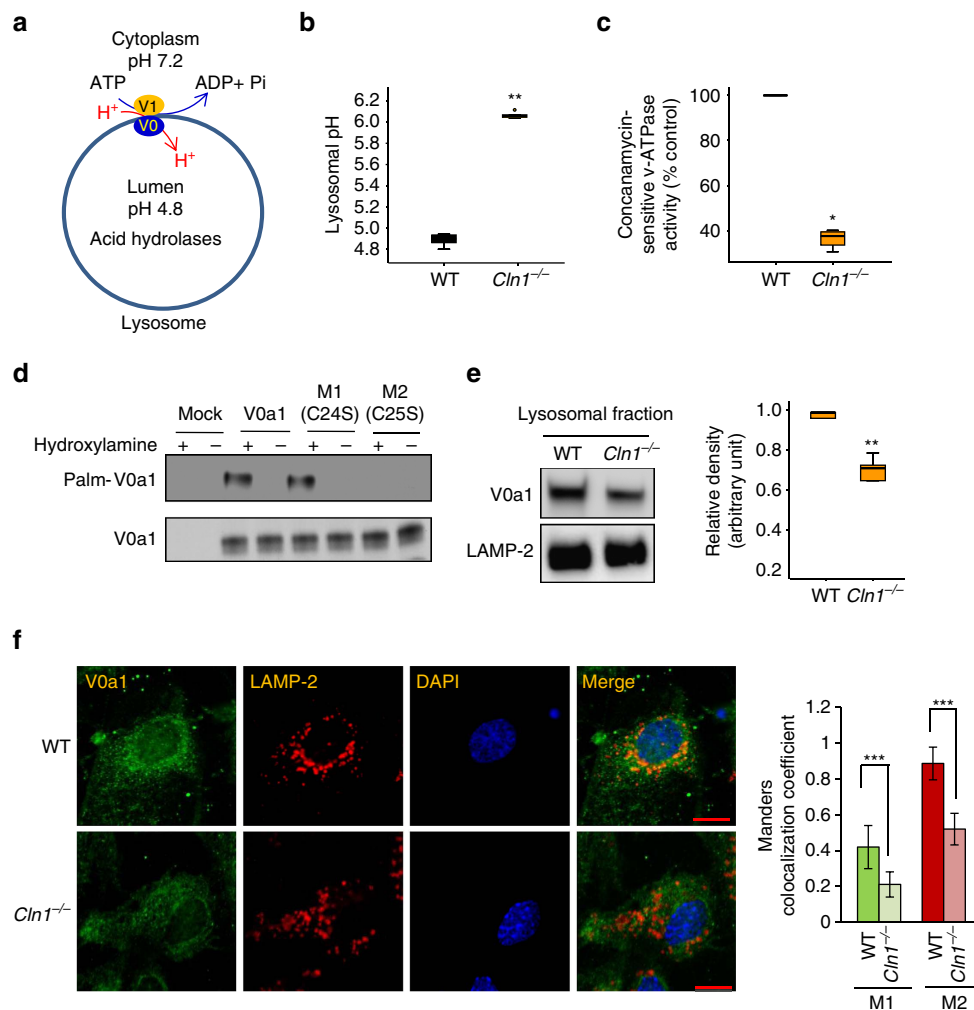 a
Cytoplasm
pH 7.2
ATP
ADP+ Pi
H+
V1
V0
H+
Lumen
pH 4.8
Acid hydrolases
Lysosome
b
Lysosomal pH
6.2
6.0
5.8
5.6
5.4
5.2
5.0
4.8
**
WT
Cln1–/–
c
Concanamycin-
sensitive v-ATPase
activity (% control)
100
80
60
40
*
WT
Cln1–/–
d
Mock
V0a1
M1
(C24S)
M2
(C25S)
Hydroxylamine
+ – + – + – + –
Palm-V0a1
V0a1
e
Lysosomal fraction
WT Cln1–/–
V0a1
LAMP-2
Relative density
(arbitrary unit)
1.0
0.8
0.6
0.4
0.2
**
WT Cln1–/–
f
V0a1
LAMP-2
DAPI
Merge
WT
Cln1–/–
Manders
colocalization coefficient
1.2
1
0.8
0.6
0.4
0.2
0
***
***
WT
Cln1–/–
WT
Cln1–/–
M1
M2